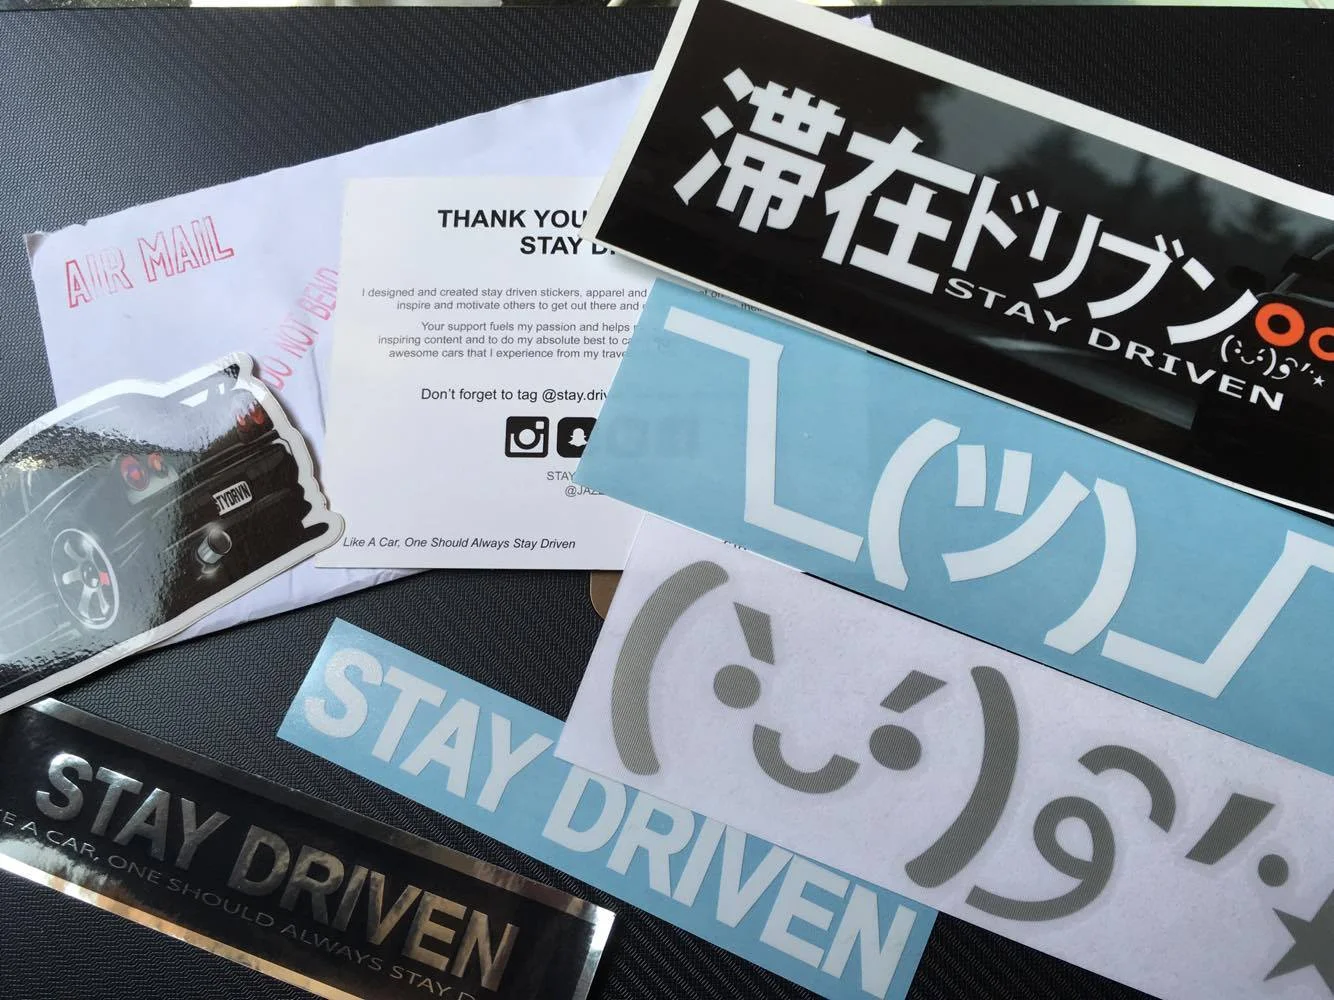 AIR MAIL
DO NOT BEND
THANK YOU
STAY
I designed and created stay driven stickers, apparel and
inspire and motivate others to get out there and
Your support fuels my passion and helps
inspiring content and to do my absolute best to
awesome cars that I experience from my
Don't forget to tag @stay.driv
STAY
@JAZZ
Like A Car, One Should Always Stay Driven
滞在ドリブン
STAY DRIVEN
(`⌣´)و
乁(ツ)ㄏ
(`⌣´)و
STYDRVN
STAY DRIVEN
STAY DRIVEN
A CAR, ONE SHOULD ALWAYS STAY